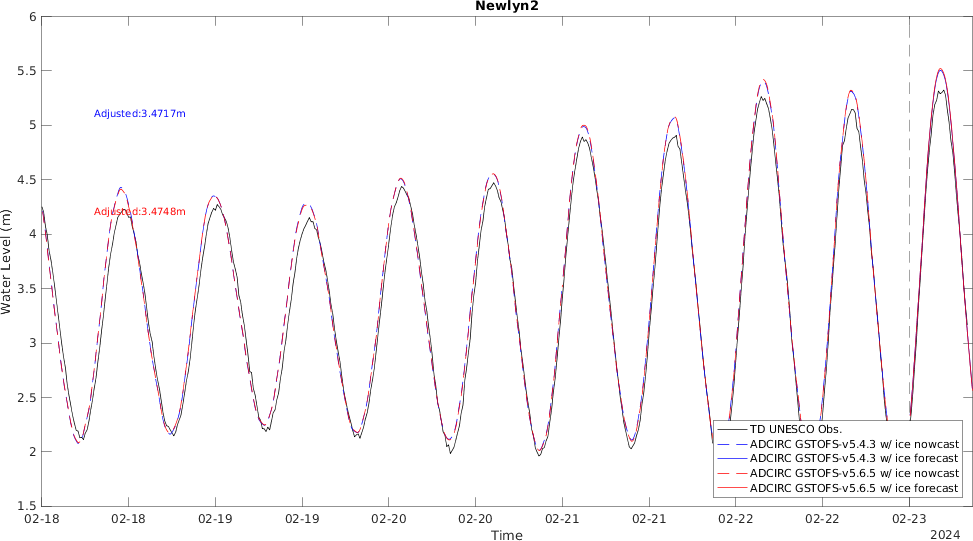 Newlyn2
6
5.5
5
4.5
4
3.5
3
2.5
2
1.5
Water Level (m)
Adjusted:3.4717m
Adjusted:3.4748m
TD UNESCO Obs.
ADCIRC GSTOFS-v5.4.3 w/ ice nowcast
ADCIRC GSTOFS-v5.4.3 w/ ice forecast
ADCIRC GSTOFS-v5.6.5 w/ ice nowcast
ADCIRC GSTOFS-v5.6.5 w/ ice forecast
02-18 02-18 02-19 02-19 02-20 02-20 02-21 02-21 02-22 02-22 02-23
Time
2024